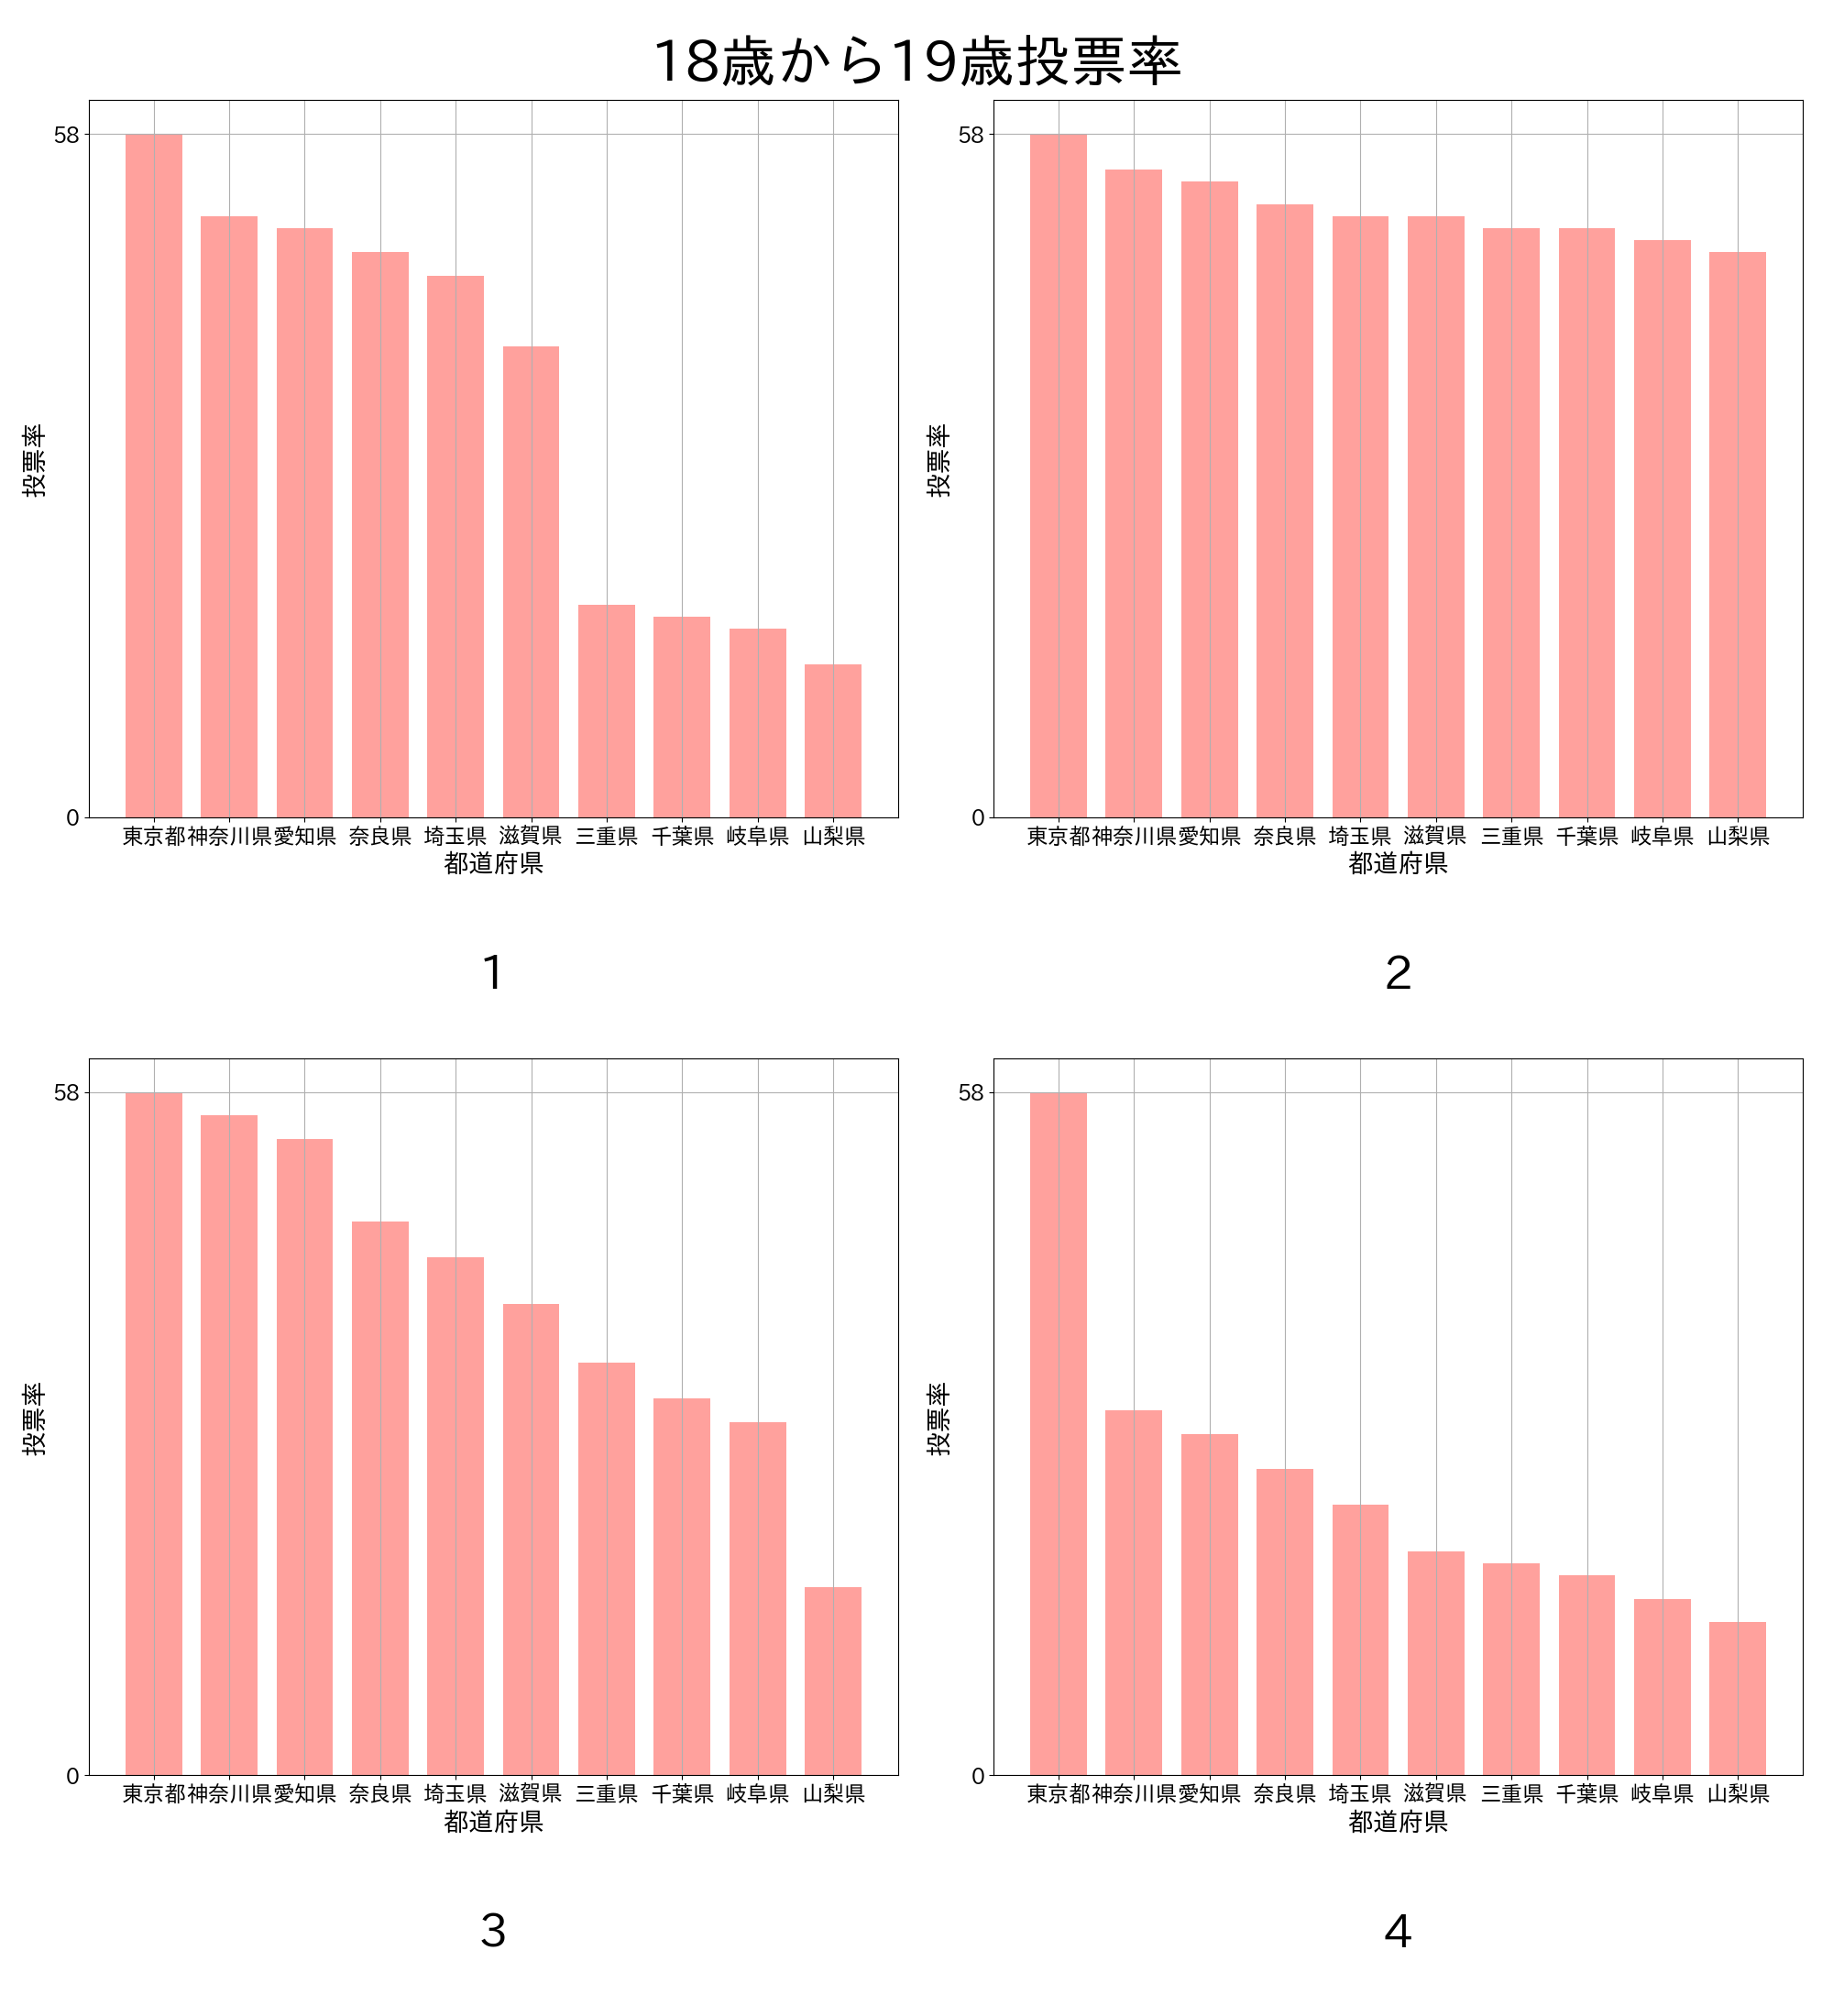 18歳から19歳投票率
58
0
投票率
東京都 神奈川県 愛知県 奈良県 埼玉県 滋賀県 三重県 千葉県 岐阜県 山梨県
都道府県
1
58
0
投票率
東京都 神奈川県 愛知県 奈良県 埼玉県 滋賀県 三重県 千葉県 岐阜県 山梨県
都道府県
2
58
0
投票率
東京都 神奈川県 愛知県 奈良県 埼玉県 滋賀県 三重県 千葉県 岐阜県 山梨県
都道府県
3
58
0
投票率
東京都 神奈川県 愛知県 奈良県 埼玉県 滋賀県 三重県 千葉県 岐阜県 山梨県
都道府県
4